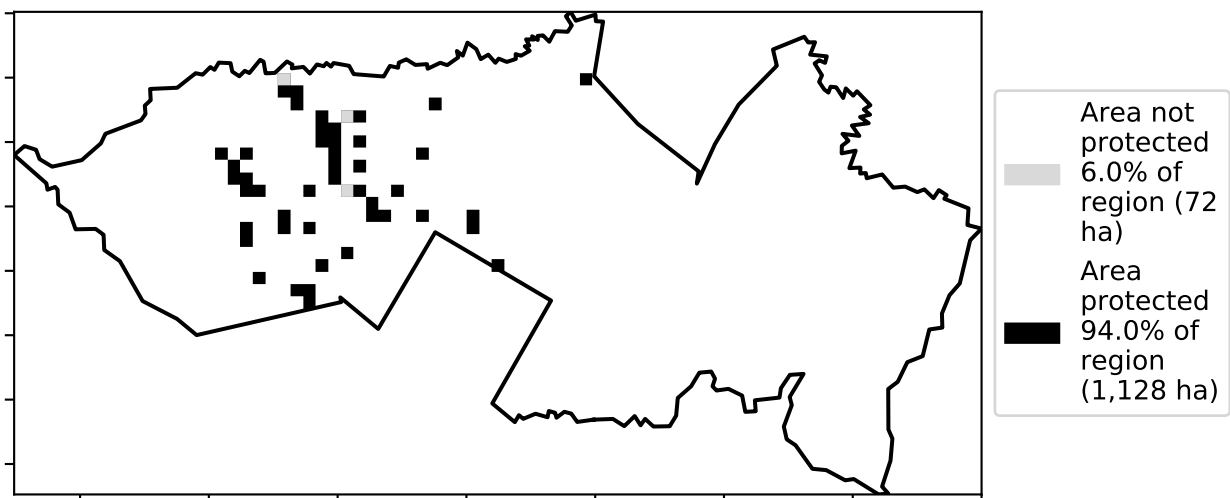 Area not
protected
6.0% of
region (72
ha)
Area
protected
94.0% of
region
(1,128 ha)